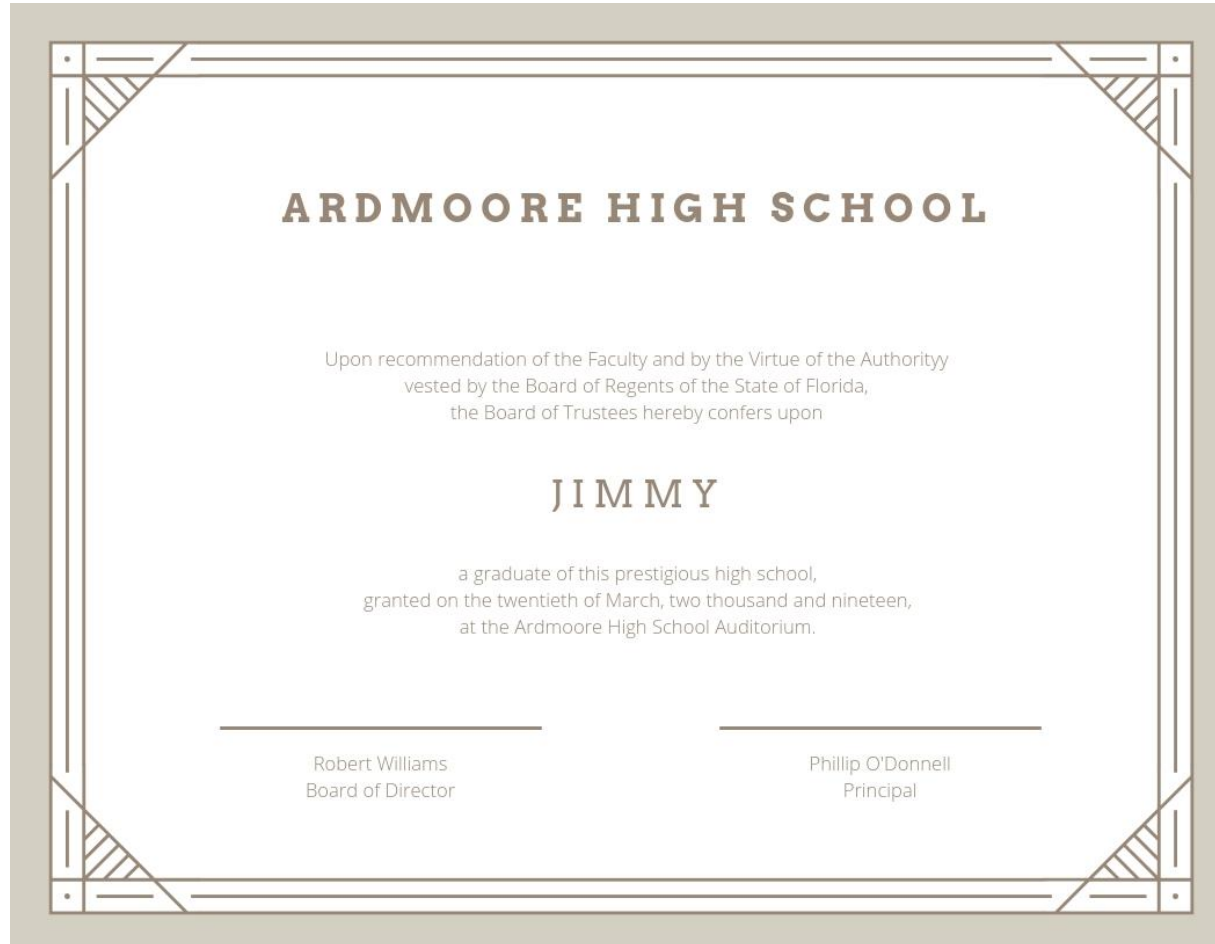 ARDMOORE HIGH SCHOOL
Upon recommendation of the Faculty and by the Virtue of the Authorityy
vested by the Board of Regents of the State of Florida,
the Board of Trustees hereby confers upon
JIMMY
a graduate of this prestigious high school,
granted on the twentieth of March, two thousand and nineteen,
at the Ardmoore High School Auditorium.
Robert Williams
Board of Director
Phillip O'Donnell
Principal